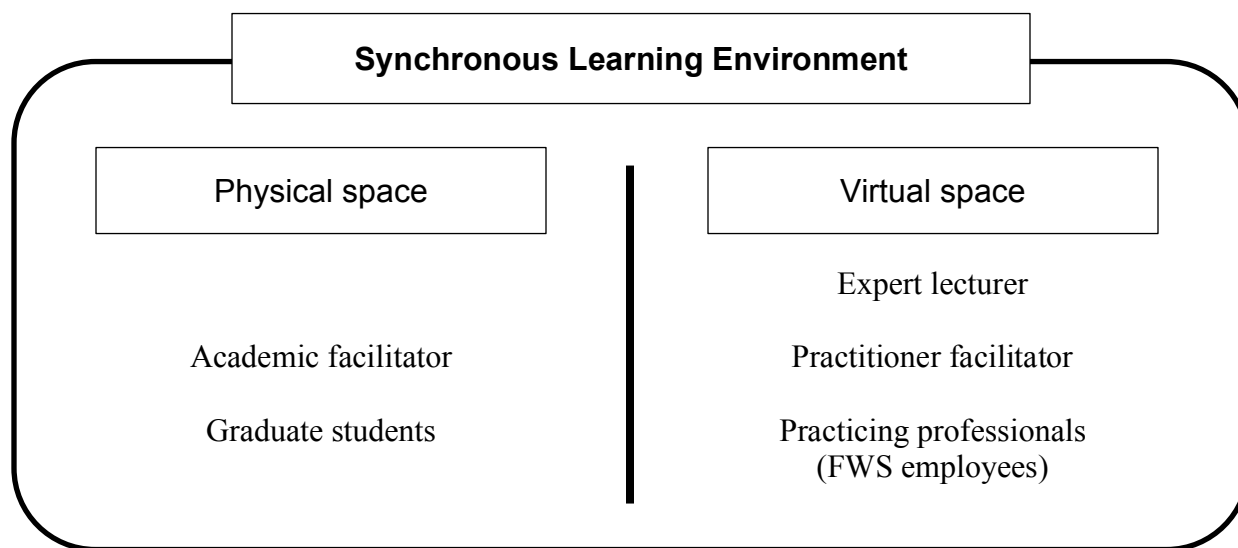 Synchronous Learning Environment
Physical space
Academic facilitator
Graduate students
Virtual space
Expert lecturer
Practitioner facilitator
Practicing professionals
(FWS employees)